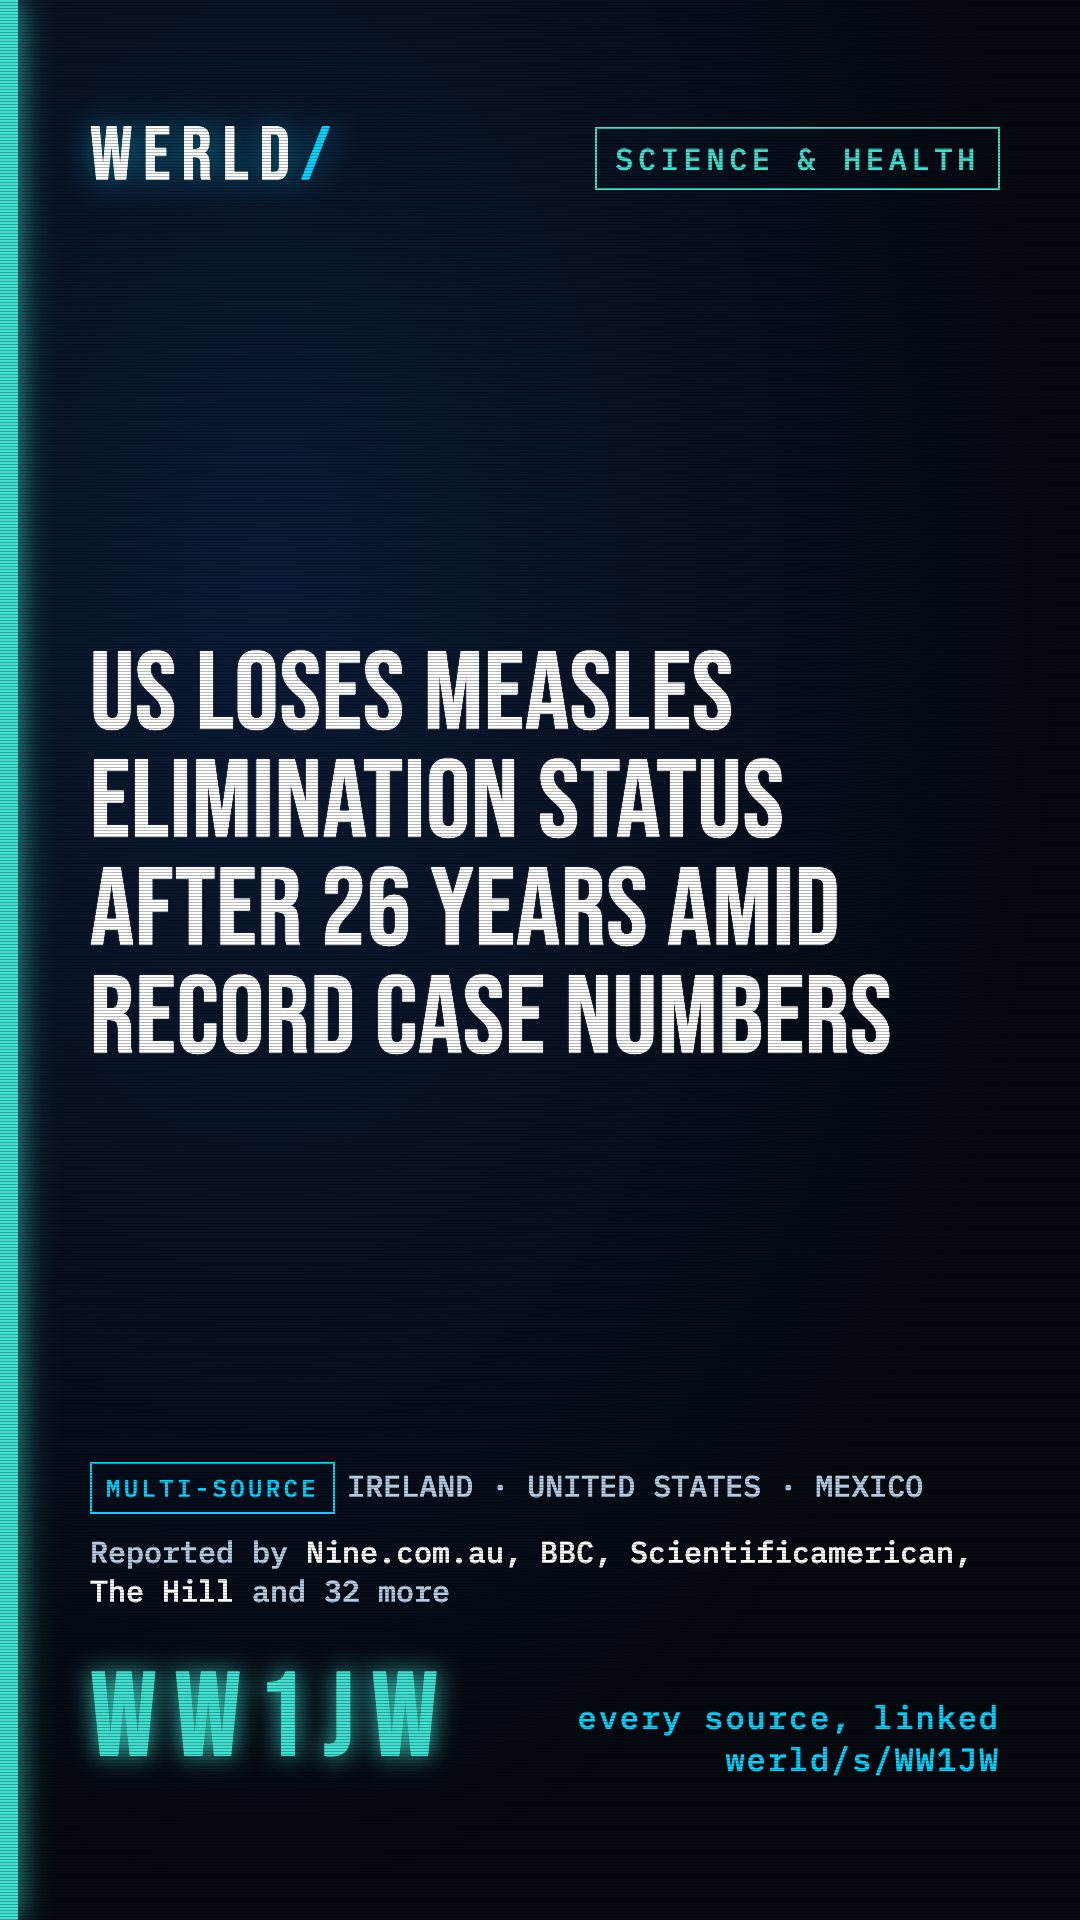 WERLD/
SCIENCE & HEALTH
US LOSES MEASLES
ELIMINATION STATUS
AFTER 26 YEARS AMID
RECORD CASE NUMBERS
MULTI-SOURCE IRELAND · UNITED STATES · MEXICO
Reported by Nine.com.au, BBC, Scientificamerican,
The Hill and 32 more
WW1JW
every source, linked
werld/s/WW1JW